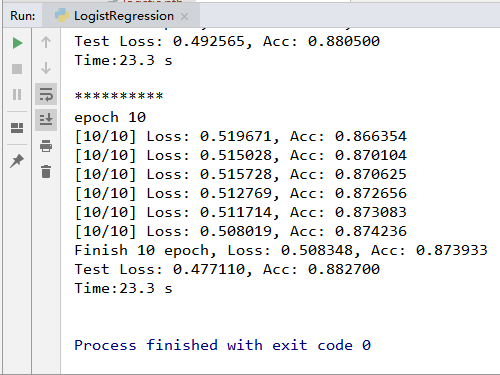 Run: LogistRegression
Test Loss: 0.492565, Acc: 0.880500
Time:23.3 s
**********
epoch 10
[10/10] Loss: 0.519671, Acc: 0.866354
[10/10] Loss: 0.515028, Acc: 0.870104
[10/10] Loss: 0.515728, Acc: 0.870625
[10/10] Loss: 0.512769, Acc: 0.872656
[10/10] Loss: 0.511714, Acc: 0.873083
[10/10] Loss: 0.508019, Acc: 0.874236
Finish 10 epoch, Loss: 0.508348, Acc: 0.873933
Test Loss: 0.477110, Acc: 0.882700
Time:23.3 s
Process finished with exit code 0